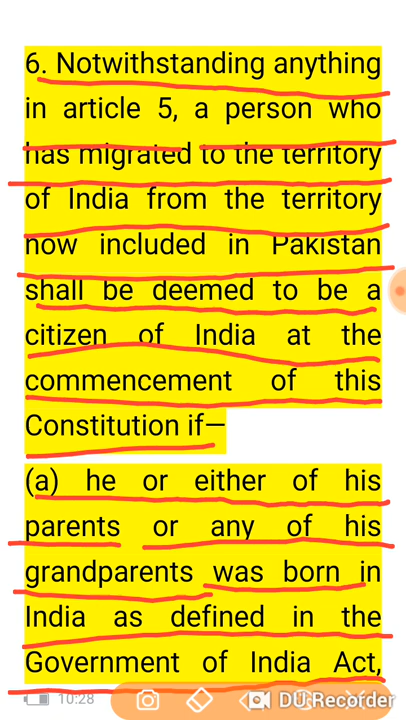 6. Notwithstanding anything
in article 5, a person who
has migrated to the territory
of India from the territory
now included in Pakistan
shall be deemed to be a
citizen of India at the
commencement of this
Constitution if—
(a) he or either of his
parents or any of his
grandparents was born in
India as defined in the
Government of India Act,
10:28
DU Recorder